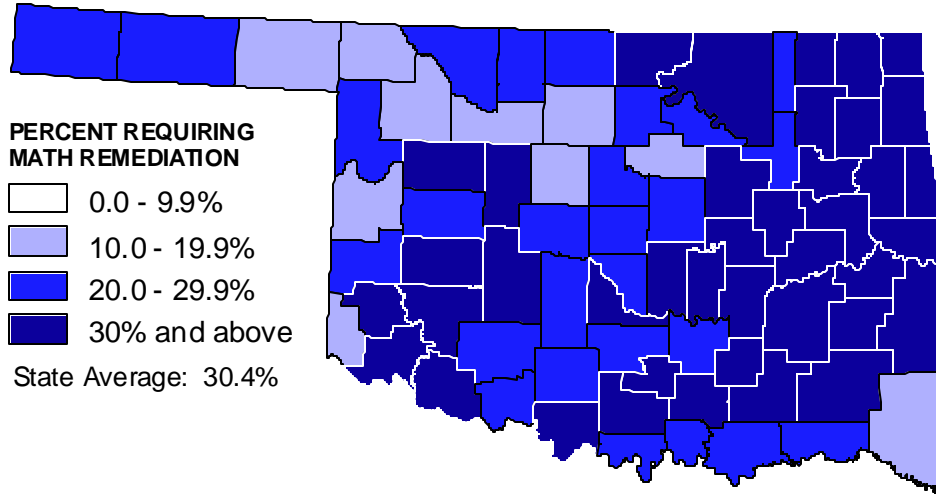 PERCENT REQUIRING
MATH REMEDIATION
0.0 - 9.9%
10.0 - 19.9%
20.0 - 29.9%
30% and above
State Average: 30.4%